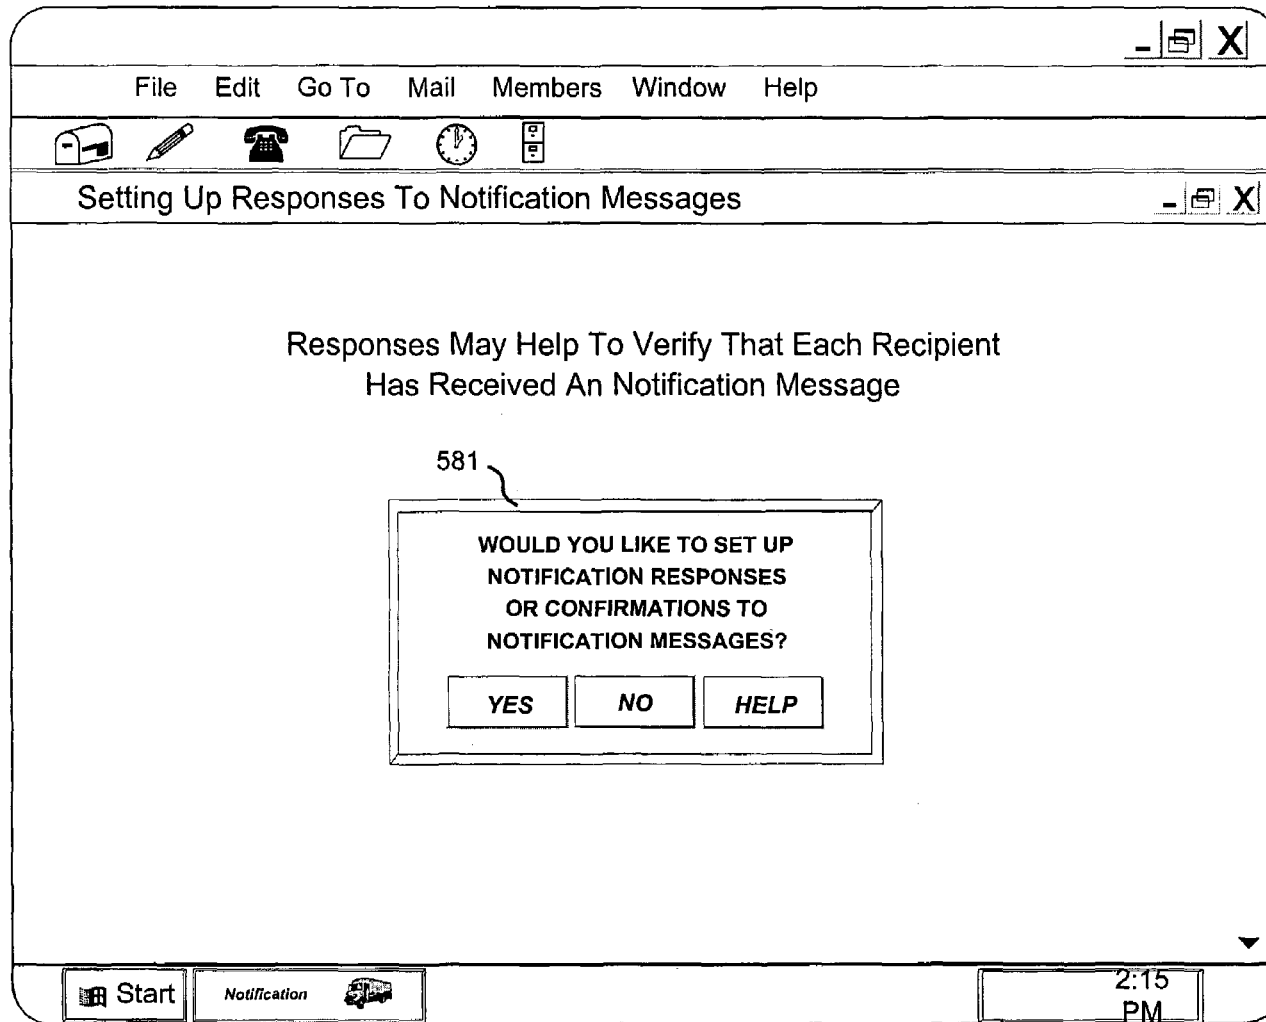 File Edit Go To Mail Members Window Help
Setting Up Responses To Notification Messages
Responses May Help To Verify That Each Recipient
Has Received An Notification Message
581
WOULD YOU LIKE TO SET UP
NOTIFICATION RESPONSES
OR CONFIRMATIONS TO
NOTIFICATION MESSAGES?
YES NO HELP
Start Notification 2:15
PM